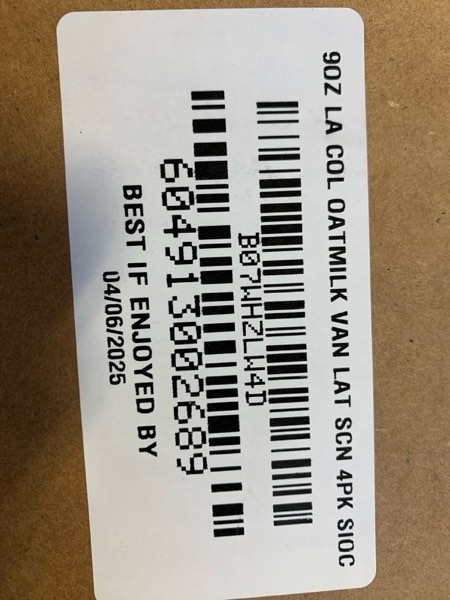 9OZ LA COL OATMILK VAN LAT SCN 4PK SIOC
B07WHZLW4D
604913002689
BEST IF ENJOYED BY
04/06/2025